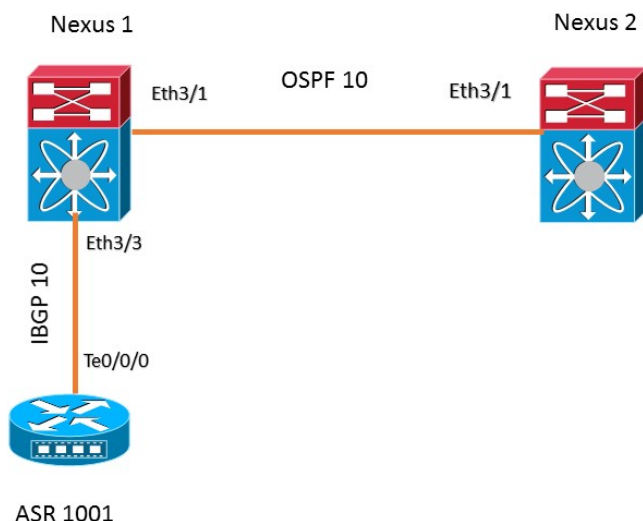 Nexus 1
Nexus 2
OSPF 10
Eth3/1
Eth3/1
Eth3/3
IBGP 10
Te0/0/0
ASR 1001